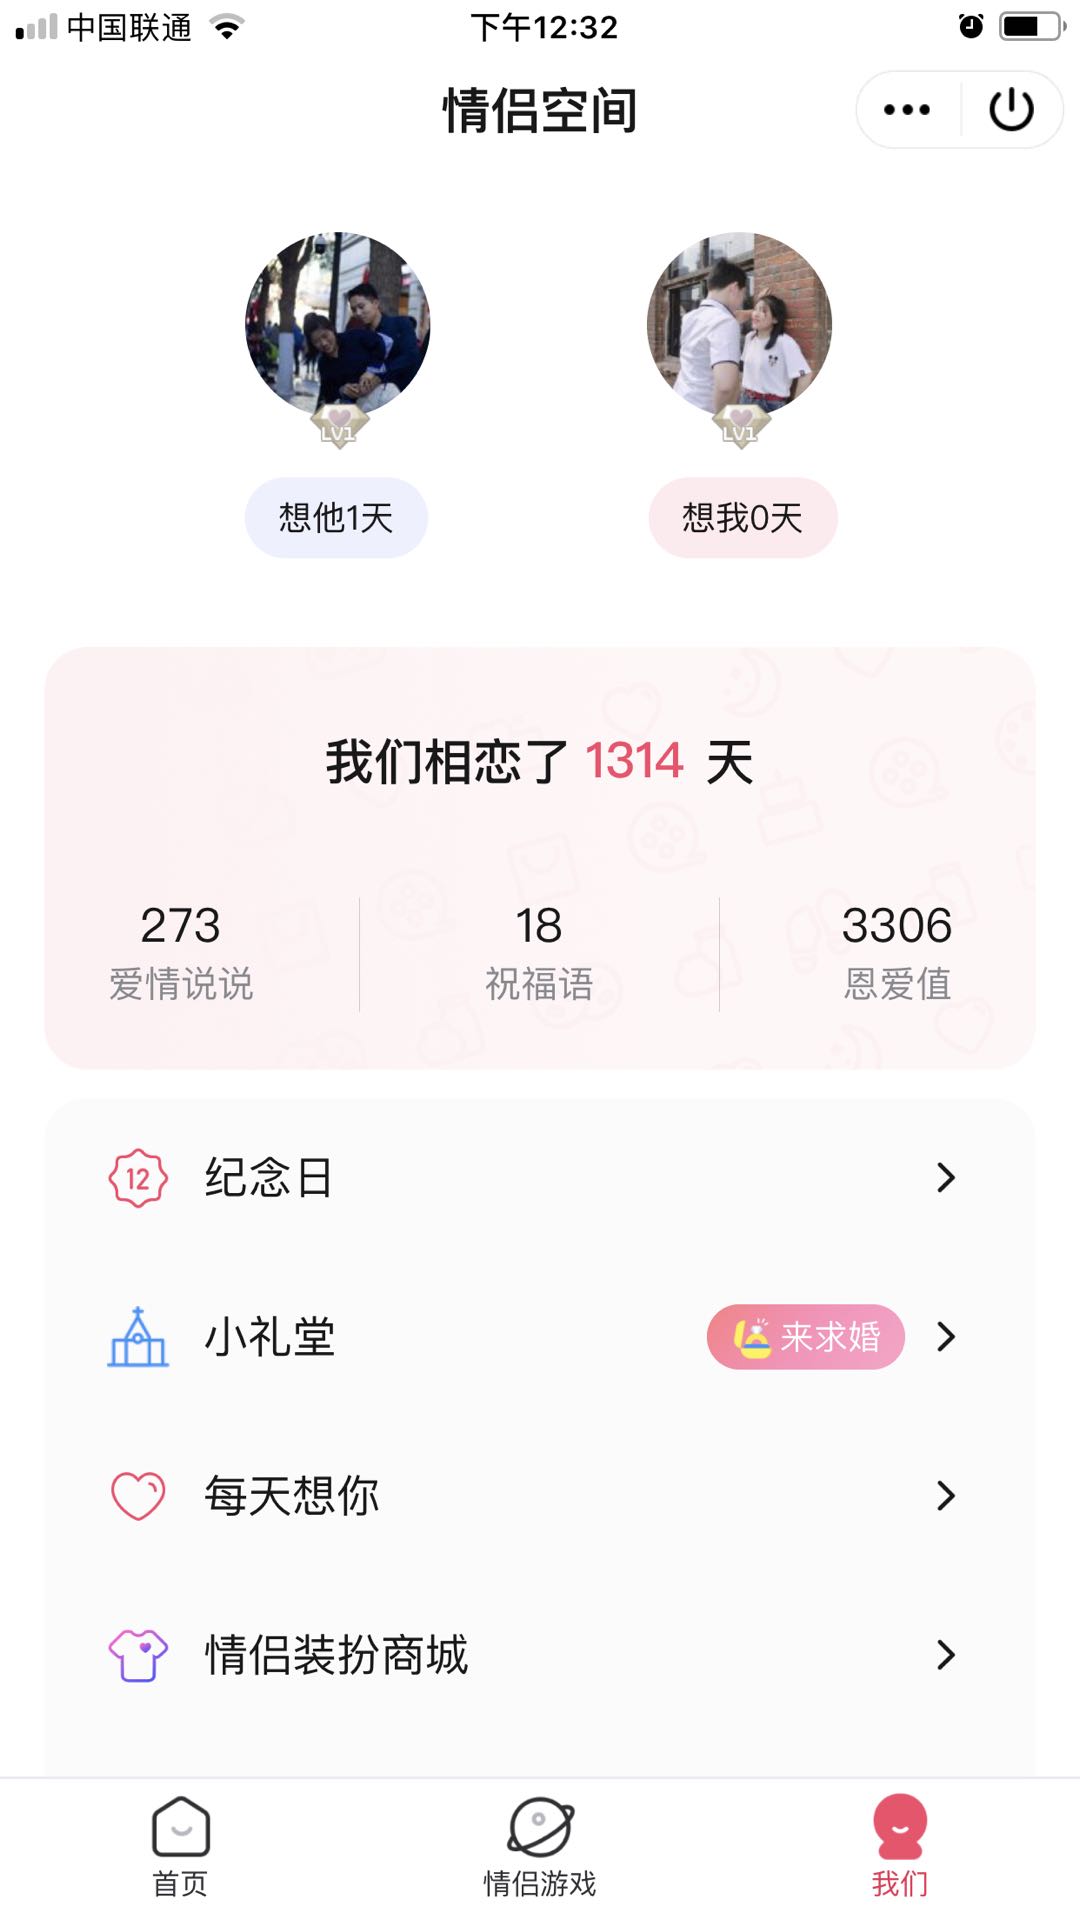 中国联通
下午12:32
情侣空间
LV1
LV1
想他1天
想我0天
我们相恋了 1314 天
273
18
3306
爱情说说
祝福语
恩爱值
12
纪念日
小礼堂
来求婚
每天想你
情侣装扮商城
首页
情侣游戏
我们